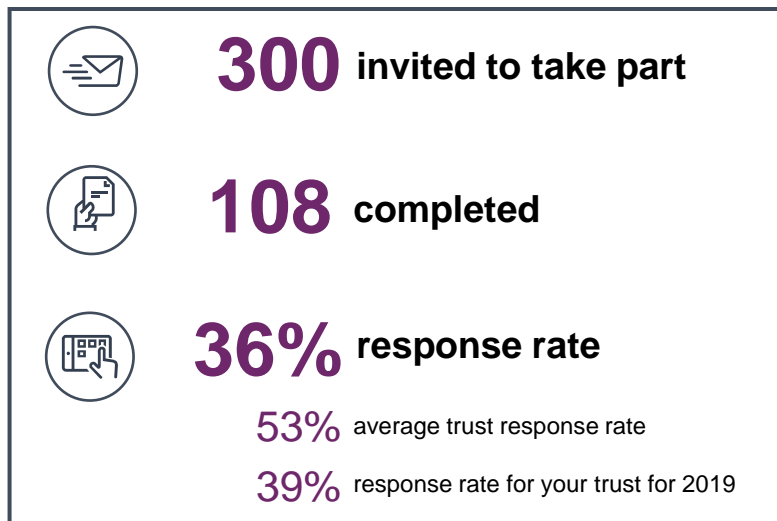 300 invited to take part
108 completed
36% response rate
53% average trust response rate
39% response rate for your trust for 2019